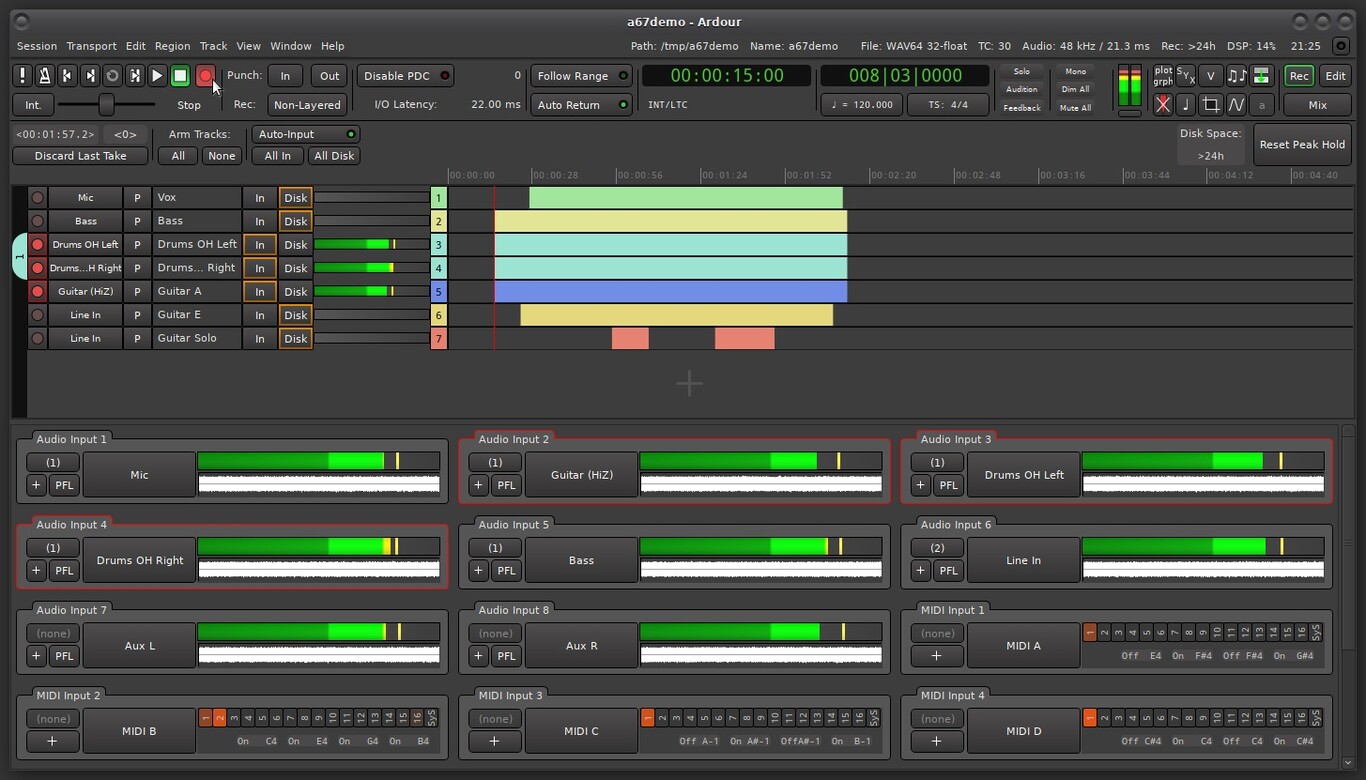 a67demo - Ardour
Session Transport Edit Region Track View Window Help Path: /tmp/a67demo Name: a67demo File: WAV64 32-float TC: 30 Audio: 48 kHz / 21.3 ms Rec: >24h DSP: 14% 21:25
Punch: In Out Disable PDC 0 Follow Range 00:00:15:00 008|03|0000 Solo Mono plot grph SYX V Rec Edit
Audition Dim All
Int. Stop Rec: Non-Layered I/O Latency: 22.00 ms Auto Return INT/LTC ♩ = 120.000 TS: 4/4 Feedback Mute All a Mix
<00:01:57.2> <0> Arm Tracks: Auto-Input Disk Space: Reset Peak Hold
Discard Last Take All None All In All Disk >24h
00:00:00 00:00:28 00:00:56 00:01:24 00:01:52 00:02:20 00:02:48 00:03:16 00:03:44 00:04:12 00:04:40
Mic P Vox In Disk 1
Bass P Bass In Disk 2
Drums OH Left P Drums OH Left In Disk 3
1
Drums...H Right P Drums... Right In Disk 4
Guitar (HiZ) P Guitar A In Disk 5
Line In P Guitar E In Disk 6
Line In P Guitar Solo In Disk 7
Audio Input 1 Audio Input 2 Audio Input 3
(1) Mic (1) Guitar (HiZ) (1) Drums OH Left
+ PFL + PFL + PFL
Audio Input 4 Audio Input 5 Audio Input 6
(1) Drums OH Right (1) Bass (2) Line In
+ PFL + PFL + PFL
Audio Input 7 Audio Input 8 MIDI Input 1
(none) Aux L (none) Aux R (none) MIDI A 1 2 3 4 5 6 7 8 9 10 11 12 13 14 15 16 SyS
+ PFL + PFL + Off E4 On F#4 Off F#4 On G#4
MIDI Input 2 MIDI Input 3 MIDI Input 4
(none) MIDI B 1 2 3 4 5 6 7 8 9 10 11 12 13 14 15 16 SyS (none) MIDI C 1 2 3 4 5 6 7 8 9 10 11 12 13 14 15 16 SyS (none) MIDI D 1 2 3 4 5 6 7 8 9 10 11 12 13 14 15 16 SyS
+ On C4 On E4 On G4 On B4 + Off A-1 On A#-1 OffA#-1 On B-1 + Off C#4 On C4 Off C4 On C#4